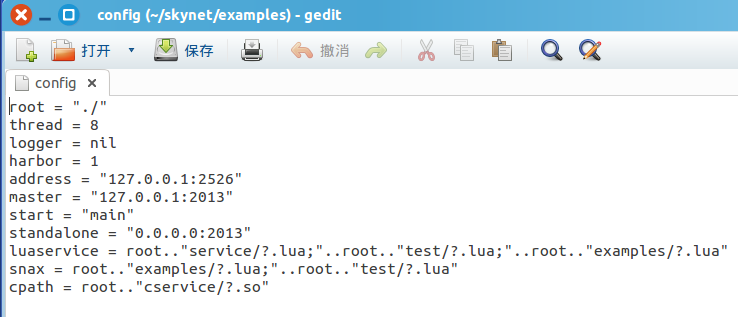 config (~/skynet/examples) - gedit
打开 保存 撤消
config
root = "./"
thread = 8
logger = nil
harbor = 1
address = "127.0.0.1:2526"
master = "127.0.0.1:2013"
start = "main"
standalone = "0.0.0.0:2013"
luaservice = root.."service/?.lua;"..root.."test/?.lua;"..root.."examples/?.lua"
snax = root.."examples/?.lua;"..root.."test/?.lua"
cpath = root.."cservice/?.so"